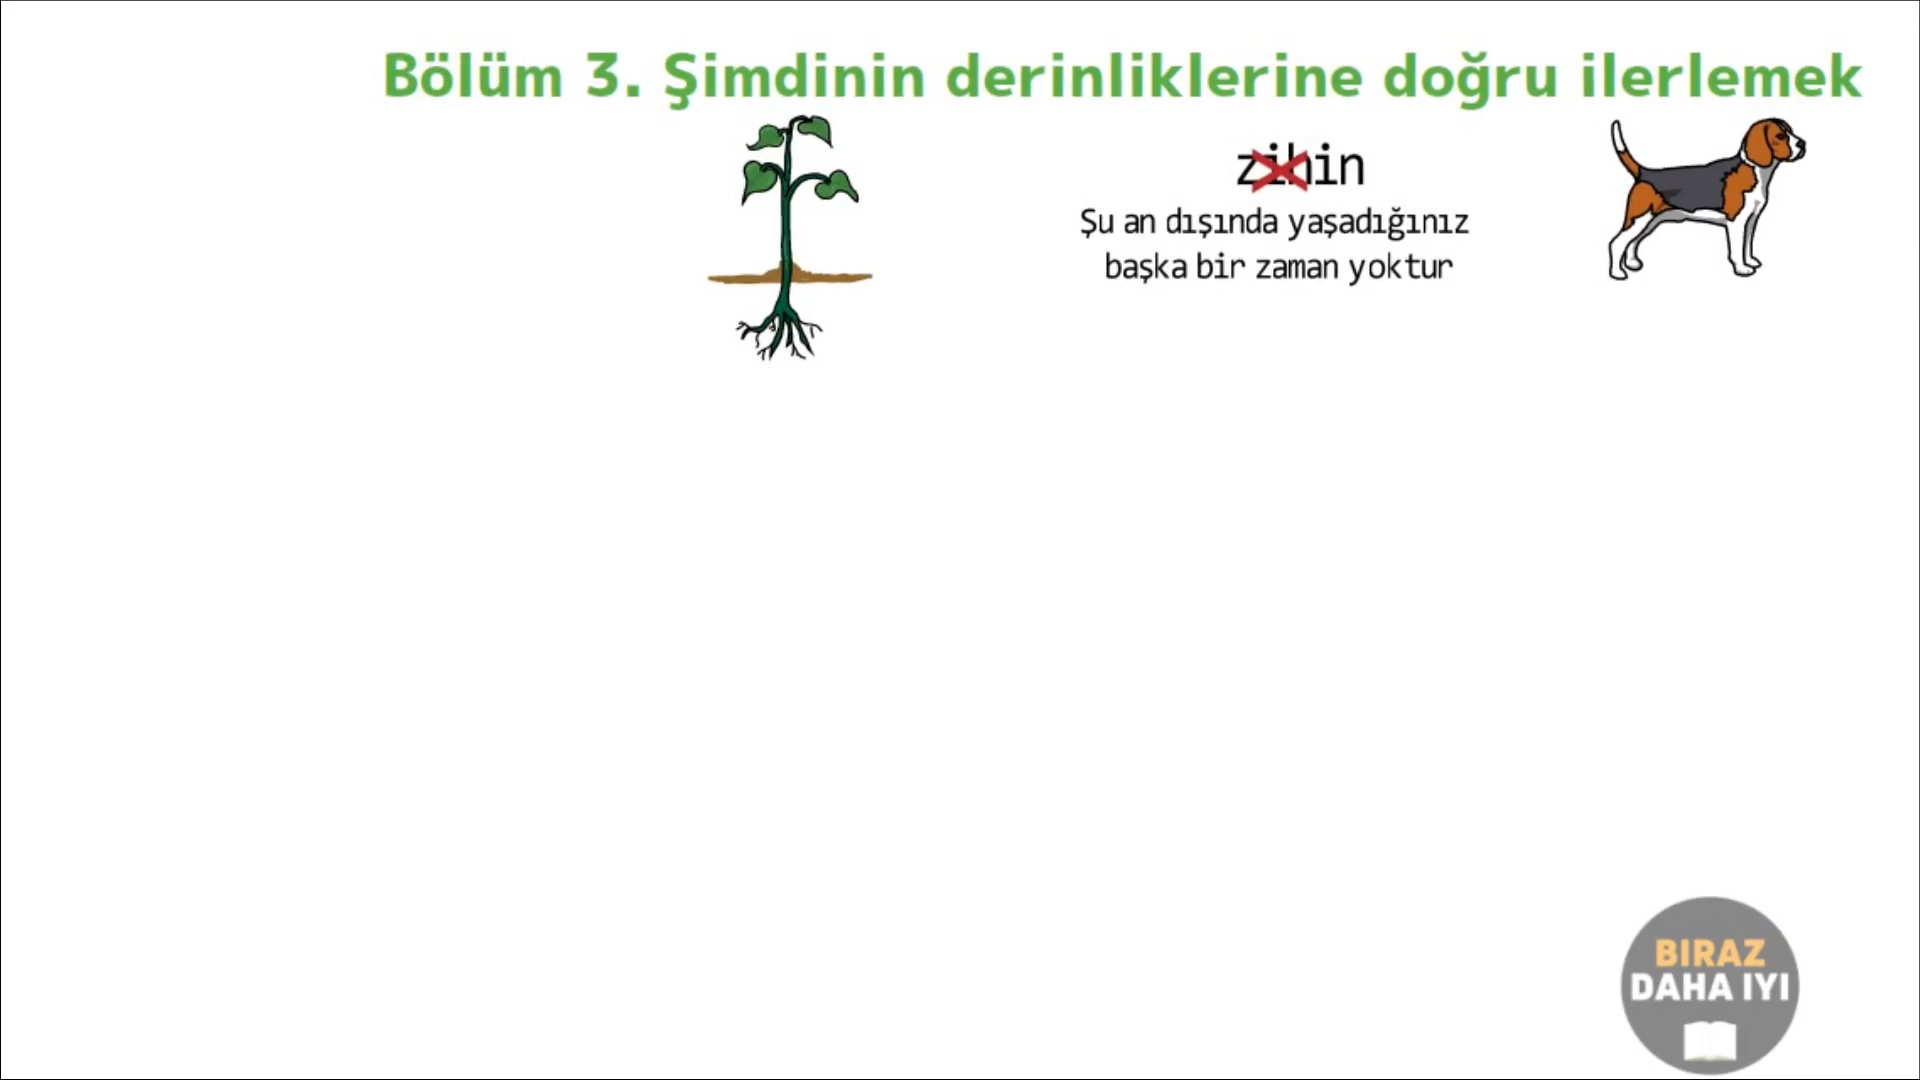 Bölüm 3. Şimdinin derinliklerine doğru ilerlemek
zihin
Şu an dışında yaşadığınız
başka bir zaman yoktur
BIRAZ
DAHA IYI